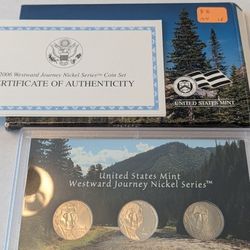 2006 Westward Journey Nickel Series™ Coin Set
CERTIFICATE OF AUTHENTICITY
UNITED STATES MINT
United States Mint
Westward Journey Nickel Series™